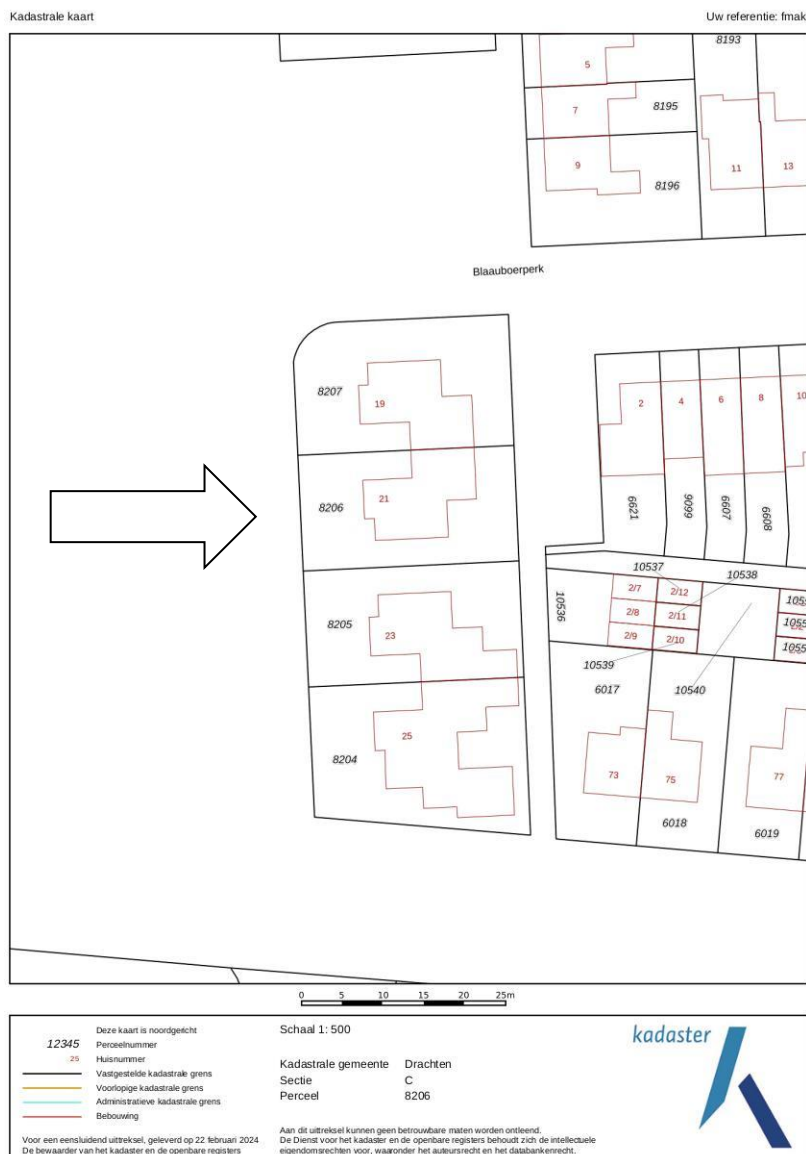 Kadastrale kaart
Uw referentie: fmak
8193
5
7
8195
9
8196
11
13
Blaauboerperk
8207
19
8206
21
8205
23
8204
25
2
4
6
8
10
6621
9099
6607
6608
10537
10538
10536
2/7
2/12
2/8
2/11
2/9
2/10
10539
6017
10540
73
75
77
6018
6019
0 5 10 15 20 25m
Deze kaart is noordgericht
12345 Perceelnummer
25 Huisnummer
Vastgestelde kadastrale grens
Voorlopige kadastrale grens
Administratieve kadastrale grens
Bebouwing
Voor een eensluidend uittreksel, geleverd op 22 februari 2024
De bewaarder van het kadaster en de openbare registers
Schaal 1: 500
Kadastrale gemeente Drachten
Sectie C
Perceel 8206
Aan dit uittreksel kunnen geen betrouwbare maten worden ontleend.
De Dienst voor het kadaster en de openbare registers behoudt zich de intellectuele
eigendomsrechten voor, waaronder het auteursrecht en het databankenrecht.
kadaster